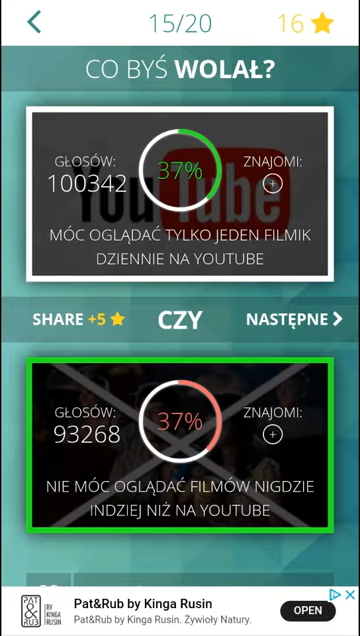 15/20
16
CO BYŚ WOLAŁ?
YouTube
GŁOSÓW:
100342
37%
ZNAJOMI:
MÓC OGLĄDAĆ TYLKO JEDEN FILMIK
DZIENNIE NA YOUTUBE
SHARE +5
CZY
NASTĘPNE
GŁOSÓW:
93268
37%
ZNAJOMI:
NIE MÓC OGLĄDAĆ FILMÓW NIGDZIE
INDZIEJ NIŻ NA YOUTUBE
PAT
&
RUB
BY
KINGA
RUSIN
Pat&Rub by Kinga Rusin
Pat&Rub by Kinga Rusin. Żywioły Natury.
OPEN